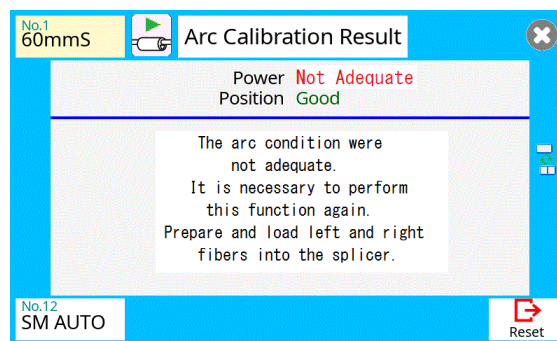 No.1
60mmS
Arc Calibration Result
Power Not Adequate
Position Good
The arc condition were
not adequate.
It is necessary to perform
this function again.
Prepare and load left and right
fibers into the splicer.
No.12
SM AUTO
Reset